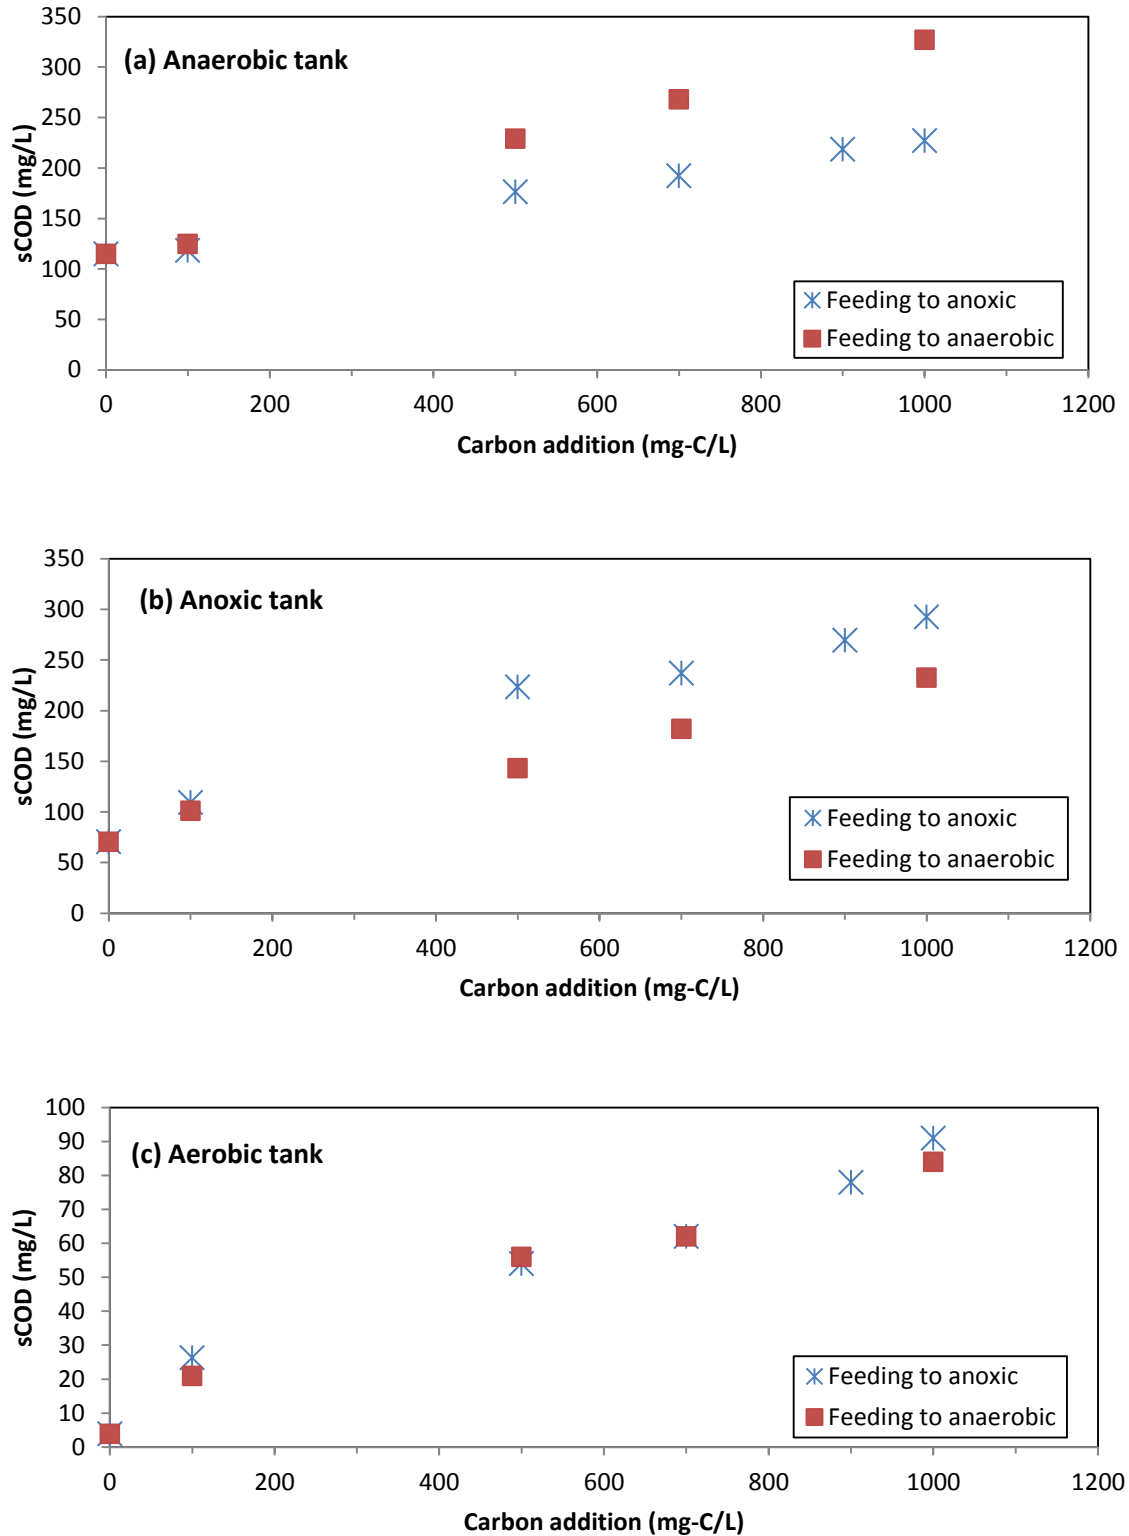 (a) Anaerobic tank
sCOD (mg/L)
350
300
250
200
150
100
50
0
Feeding to anoxic
Feeding to anaerobic
0 200 400 600 800 1000 1200
Carbon addition (mg-C/L)
(b) Anoxic tank
sCOD (mg/L)
350
300
250
200
150
100
50
0
Feeding to anoxic
Feeding to anaerobic
0 200 400 600 800 1000 1200
Carbon addition (mg-C/L)
(c) Aerobic tank
sCOD (mg/L)
100
90
80
70
60
50
40
30
20
10
0
Feeding to anoxic
Feeding to anaerobic
0 200 400 600 800 1000 1200
Carbon addition (mg-C/L)